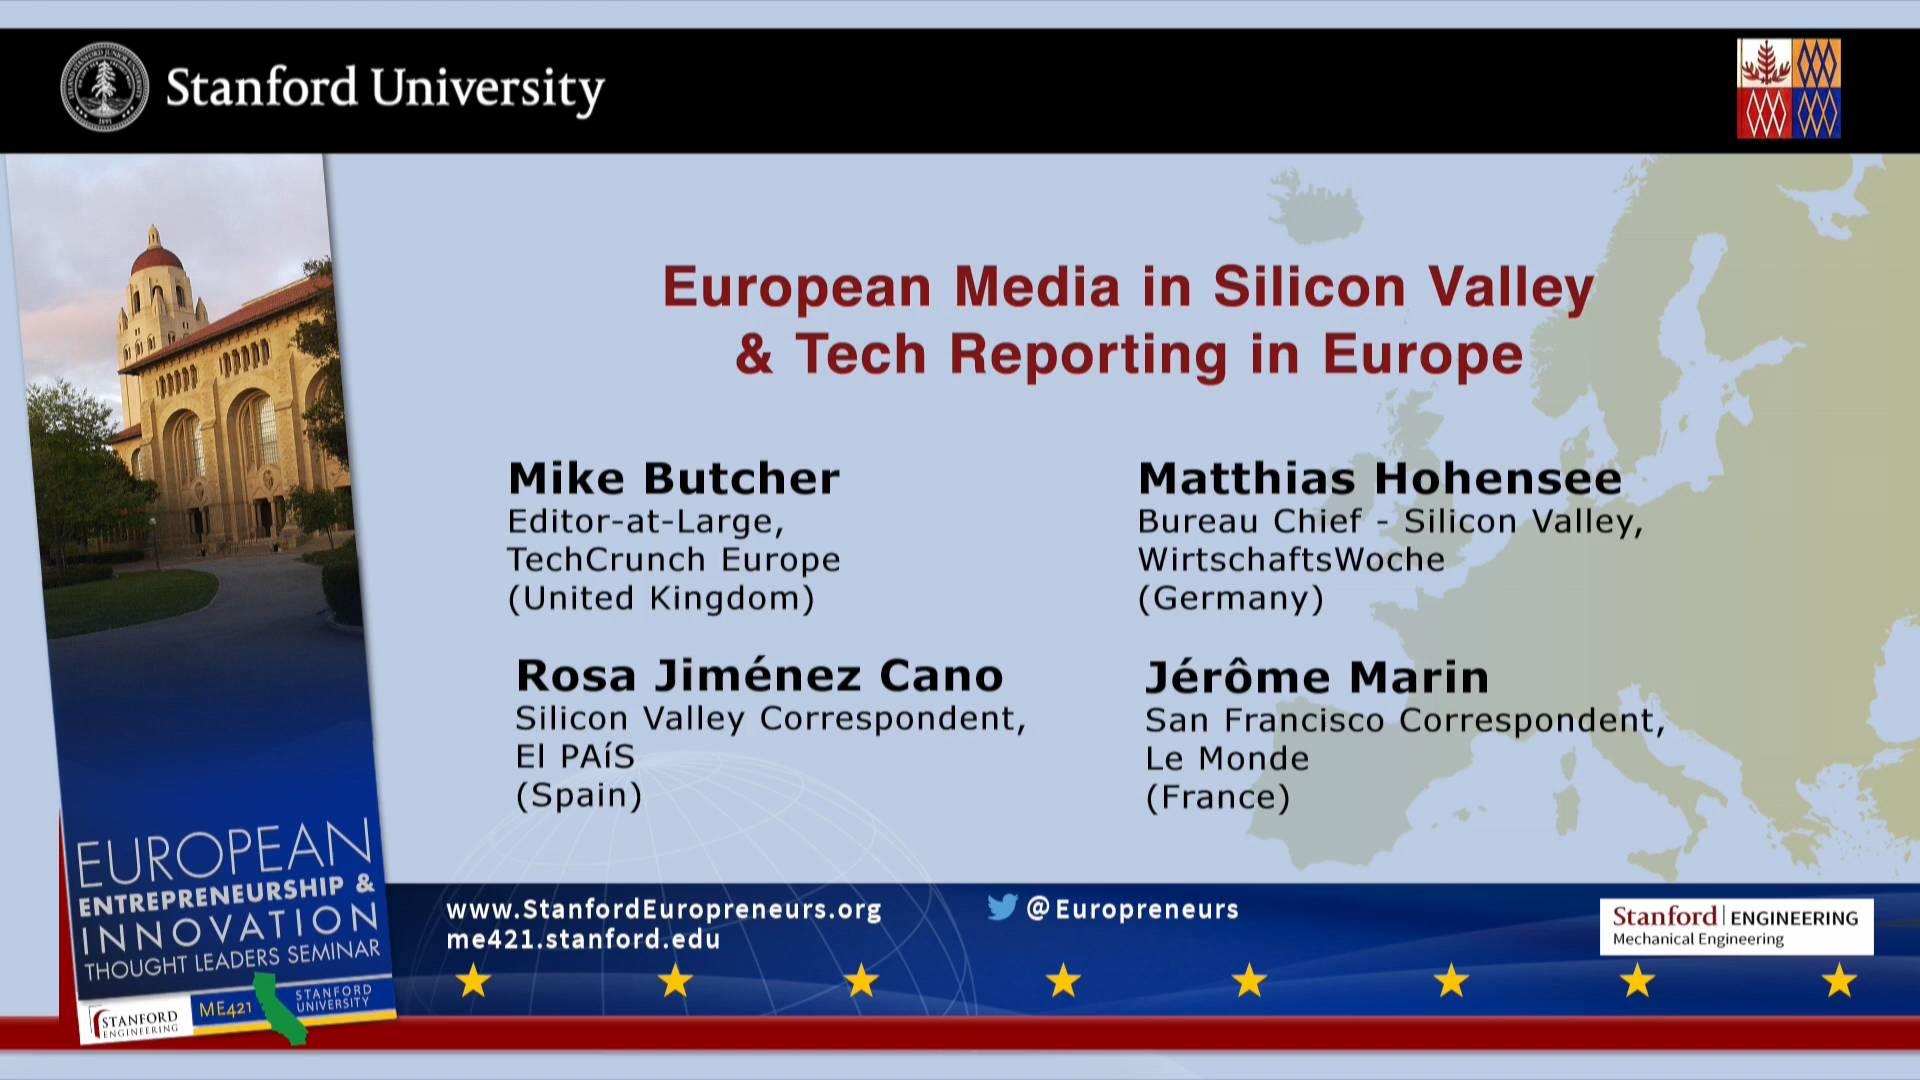 Stanford University
European Media in Silicon Valley
& Tech Reporting in Europe
Mike Butcher
Editor-at-Large,
TechCrunch Europe
(United Kingdom)
Matthias Hohensee
Bureau Chief - Silicon Valley,
WirtschaftsWoche
(Germany)
Rosa Jiménez Cano
Silicon Valley Correspondent,
El PAíS
(Spain)
Jérôme Marin
San Francisco Correspondent,
Le Monde
(France)
EUROPEAN
ENTREPRENEURSHIP &
INNOVATION
THOUGHT LEADERS SEMINAR
STANFORD
ENGINEERING
ME421
STANFORD
UNIVERSITY
www.StanfordEuropreneurs.org
me421.stanford.edu
@Europreneurs
Stanford ENGINEERING
Mechanical Engineering